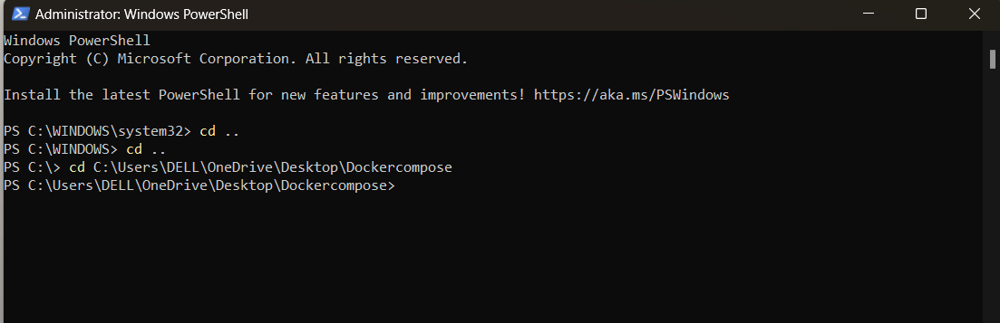 Administrator: Windows PowerShell
Windows PowerShell
Copyright (C) Microsoft Corporation. All rights reserved.
Install the latest PowerShell for new features and improvements! https://aka.ms/PSWindows
PS C:\WINDOWS\system32> cd ..
PS C:\WINDOWS> cd ..
PS C:\> cd C:\Users\DELL\OneDrive\Desktop\Dockercompose
PS C:\Users\DELL\OneDrive\Desktop\Dockercompose>